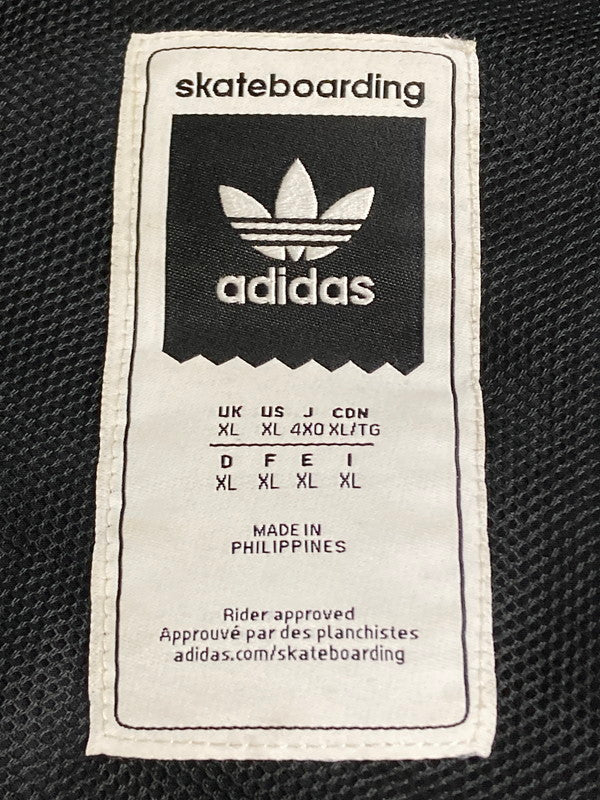 skateboarding
adidas
UK US J CDN
XL XL 4XO XL/TG
D F E I
XL XL XL XL
MADE IN
PHILIPPINES
Rider approved
Approuvé par des planchistes
adidas.com/skateboarding